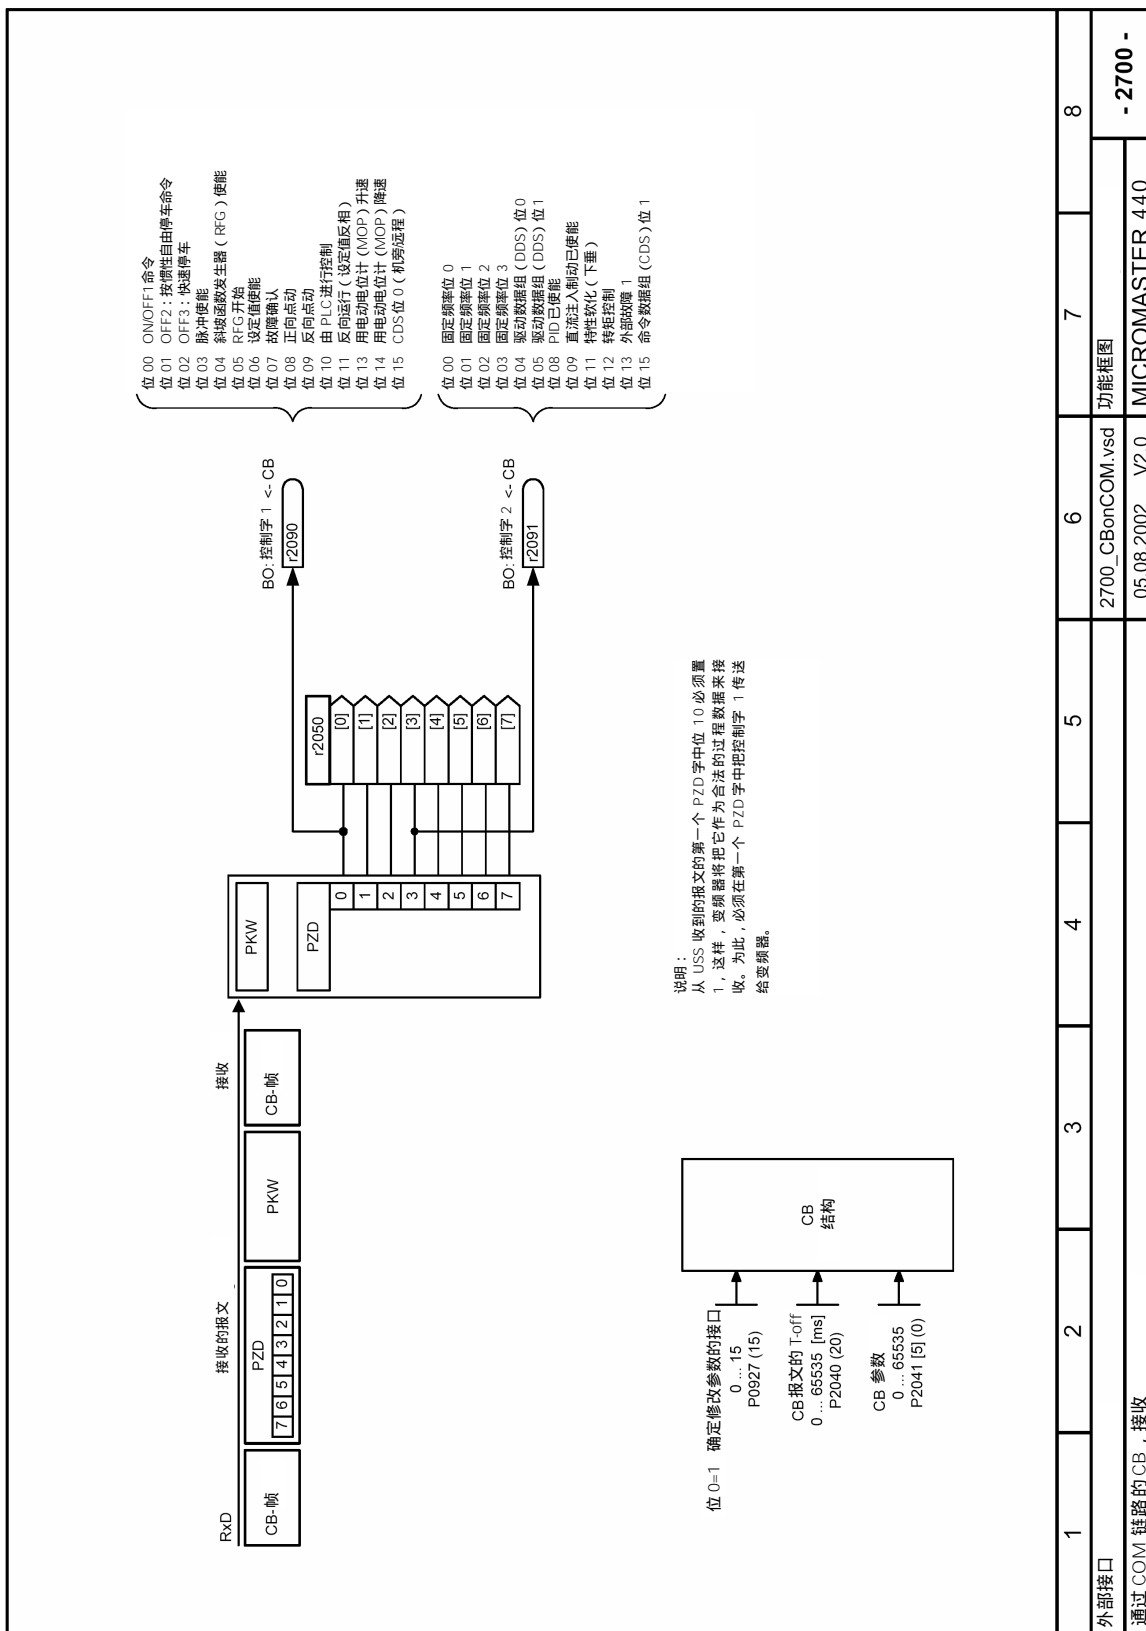 RxD
接收的报文
接收
CB-帧
PZD
7 6 5 4 3 2 1 0
PKW
CB-帧
PKW
PZD
0
1
2
3
4
5
6
7
r2050
[0]
[1]
[2]
[3]
[4]
[5]
[6]
[7]
BO: 控制字 1 <- CB
r2090
BO: 控制字 2 <- CB
r2091
位 00 ON/OFF1命令
位 01 OFF2：按惯性自由停车命令
位 02 OFF3：快速停车
位 03 脉冲使能
位 04 斜坡函数发生器（RFG）使能
位 05 RFG开始
位 06 设定值使能
位 07 故障确认
位 08 正向点动
位 09 反向点动
位 10 由 PLC进行控制
位 11 反向运行（设定值反相）
位 13 用电动电位计（MOP）升速
位 14 用电动电位计（MOP）降速
位 15 CDS位 0（机旁/远程）
位 00 固定频率位 0
位 01 固定频率位 1
位 02 固定频率位 2
位 03 固定频率位 3
位 04 驱动数据组（DDS）位0
位 05 驱动数据组（DDS）位1
位 08 PID已使能
位 09 直流注入制动已使能
位 11 特性软化（下垂）
位 12 转矩控制
位 13 外部故障 1
位 15 命令数据组（CDS）位 1
位 0=1 确定修改参数的接口
0 ... 15
P0927 (15)
CB报文的 T-off
0 ... 65535 [ms]
P2040 (20)
CB 参数
0 ... 65535
P2041 [5] (0)
CB
结构
说明：
从 USS 收到的报文的第一个 PZD字中位 10必须置
1，这样，变频器将把它作为合法的过程数据来接
收。为此，必须在第一个 PZD字中把控制字 1传送
给变频器。
1 2 3 4 5 6 7 8
外部接口 2700_CBonCOM.vsd 功能框图 - 2700 -
通过COM 链路的CB，接收 05.08.2002 V2.0 MICROMASTER 440